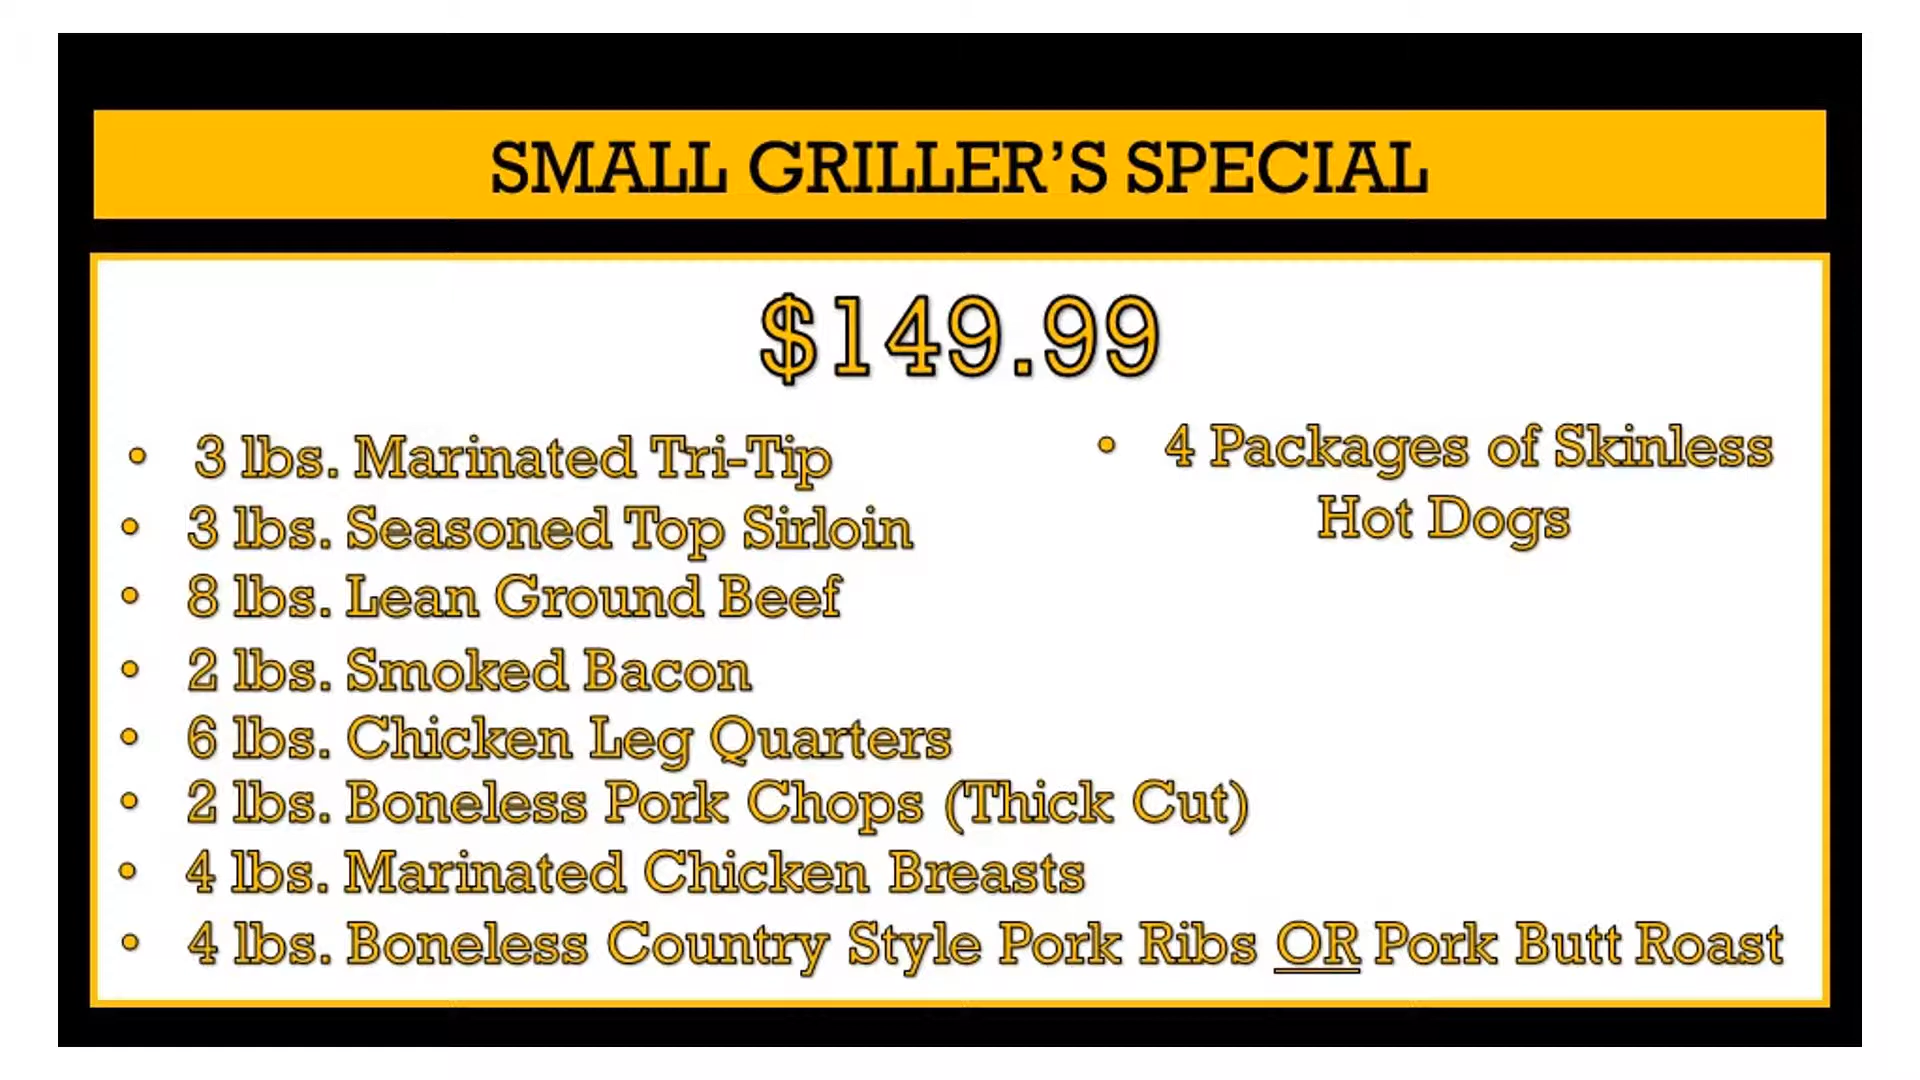 SMALL GRILLER’S SPECIAL
$149.99
• 3 lbs. Marinated Tri-Tip
• 3 lbs. Seasoned Top Sirloin
• 8 lbs. Lean Ground Beef
• 2 lbs. Smoked Bacon
• 6 lbs. Chicken Leg Quarters
• 2 lbs. Boneless Pork Chops (Thick Cut)
• 4 lbs. Marinated Chicken Breasts
• 4 lbs. Boneless Country Style Pork Ribs OR Pork Butt Roast
• 4 Packages of Skinless
Hot Dogs